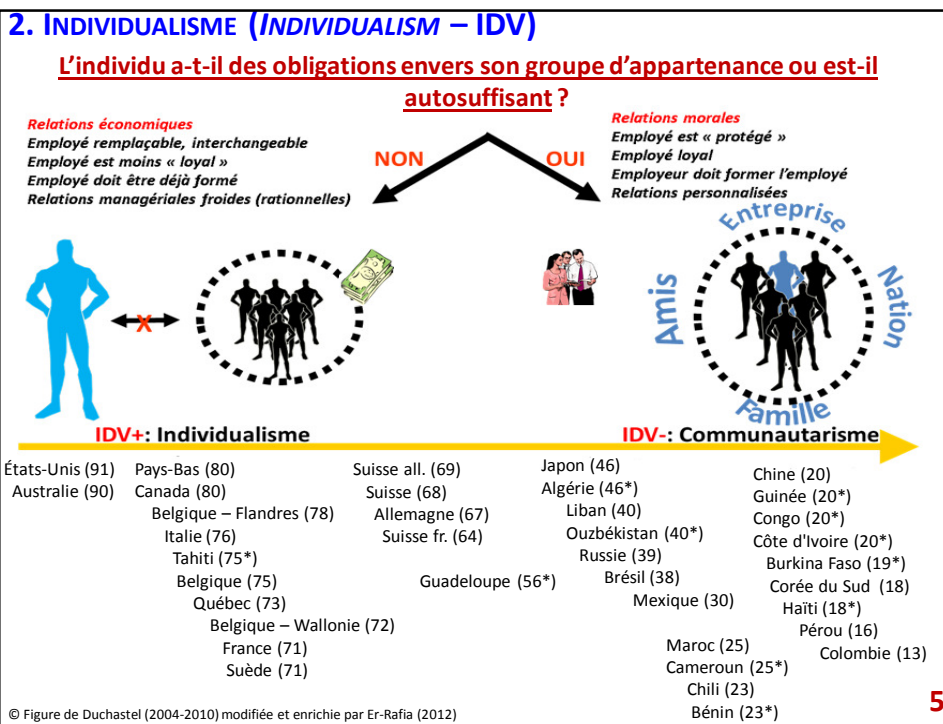 2. INDIVIDUALISME (INDIVIDUALISM – IDV)
L'individu a-t-il des obligations envers son groupe d'appartenance ou est-il
autosuffisant ?
Relations économiques
Employé remplaçable, interchangeable
Employé est moins « loyal »
Employé doit être déjà formé
Relations managériales froides (rationnelles)
NON
OUI
Relations morales
Employé est « protégé »
Employé loyal
Employeur doit former l'employé
Relations personnalisées
X
Entreprise
Amis
Nation
Famille
IDV+: Individualisme
IDV-: Communautarisme
États-Unis (91)
Australie (90)
Pays-Bas (80)
Canada (80)
Belgique – Flandres (78)
Italie (76)
Tahiti (75*)
Belgique (75)
Québec (73)
Belgique – Wallonie (72)
France (71)
Suède (71)
Suisse all. (69)
Suisse (68)
Allemagne (67)
Suisse fr. (64)
Guadeloupe (56*)
Japon (46)
Algérie (46*)
Liban (40)
Ouzbékistan (40*)
Russie (39)
Brésil (38)
Mexique (30)
Maroc (25)
Cameroun (25*)
Chili (23)
Bénin (23*)
Chine (20)
Guinée (20*)
Congo (20*)
Côte d'Ivoire (20*)
Burkina Faso (19*)
Corée du Sud (18)
Haïti (18*)
Pérou (16)
Colombie (13)
© Figure de Duchastel (2004-2010) modifiée et enrichie par Er-Rafia (2012)
5